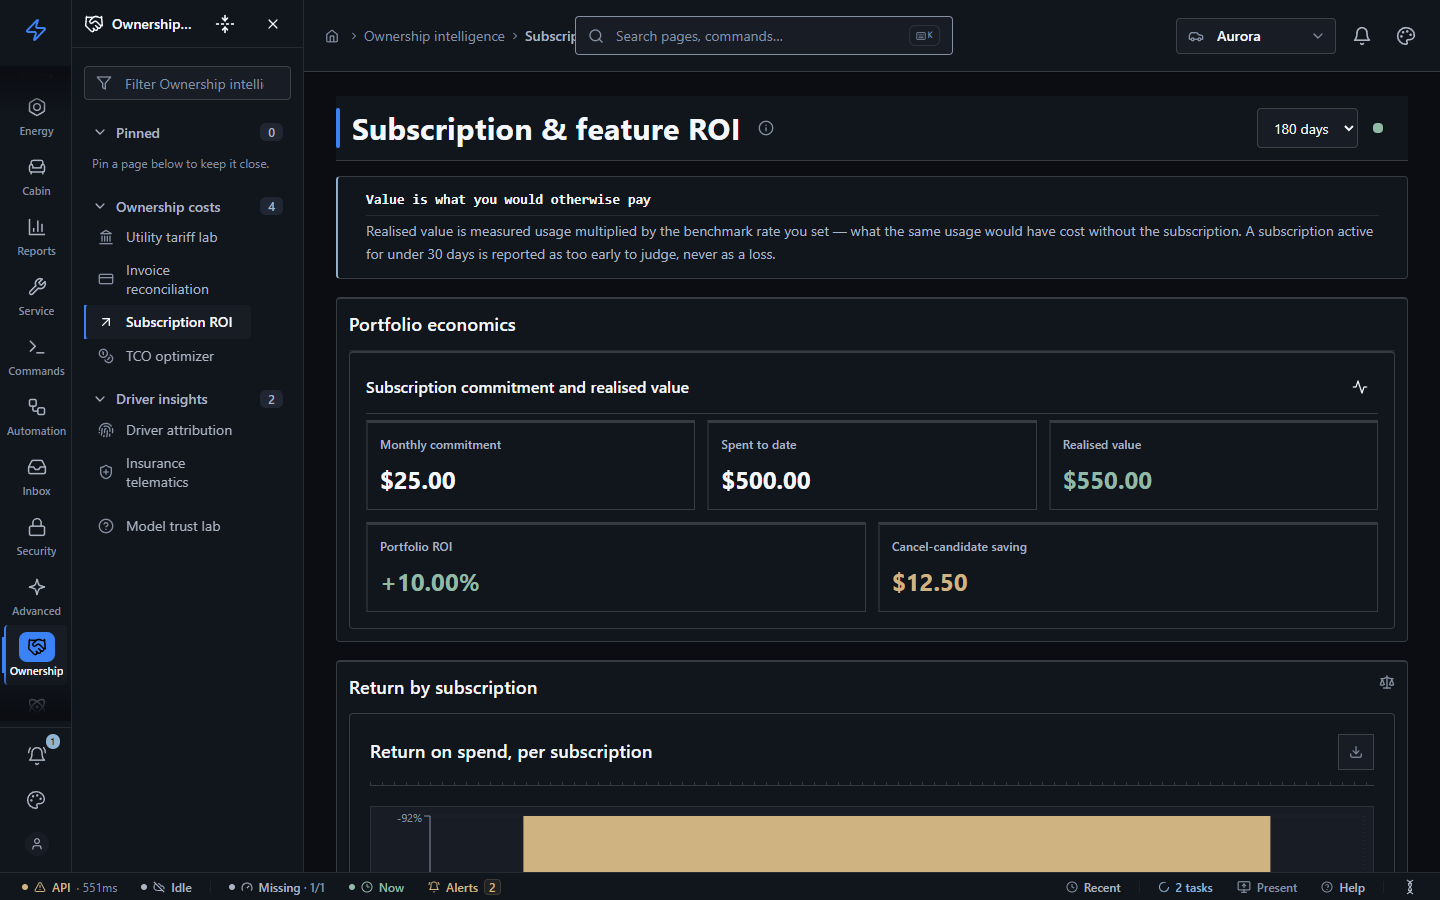 Ownership...
Ownership intelligence
Subscrip
Search pages, commands...
K
Aurora
Filter Ownership intelli
Energy
Cabin
Reports
Service
Commands
Automation
Inbox
Security
Advanced
Ownership
1
Pinned
0
Pin a page below to keep it close.
Ownership costs
4
Utility tariff lab
Invoice
reconciliation
Subscription ROI
TCO optimizer
Driver insights
2
Driver attribution
Insurance
telematics
Model trust lab
Subscription & feature ROI
180 days
Value is what you would otherwise pay
Realised value is measured usage multiplied by the benchmark rate you set — what the same usage would have cost without the subscription. A subscription active
for under 30 days is reported as too early to judge, never as a loss.
Portfolio economics
Subscription commitment and realised value
Monthly commitment
$25.00
Spent to date
$500.00
Realised value
$550.00
Portfolio ROI
+10.00%
Cancel-candidate saving
$12.50
Return by subscription
Return on spend, per subscription
-92%
API · 551ms
Idle
Missing · 1/1
Now
Alerts 2
Recent
2 tasks
Present
Help